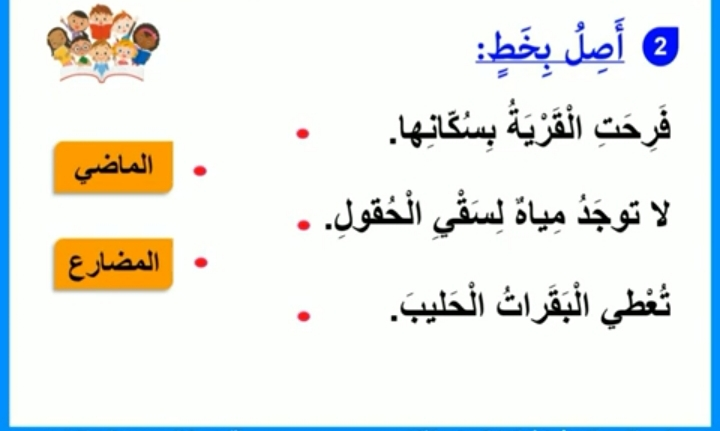 2 أَصِلُ بِخَطٍ:
فَرِحَتِ الْقَرْيَةُ بِسُكّانِها.
الماضي
لا توجَدُ مِياهٌ لِسَقْيِ الْحُقولِ.
المضارع
تُعْطي الْبَقَراتُ الْحَليبَ.